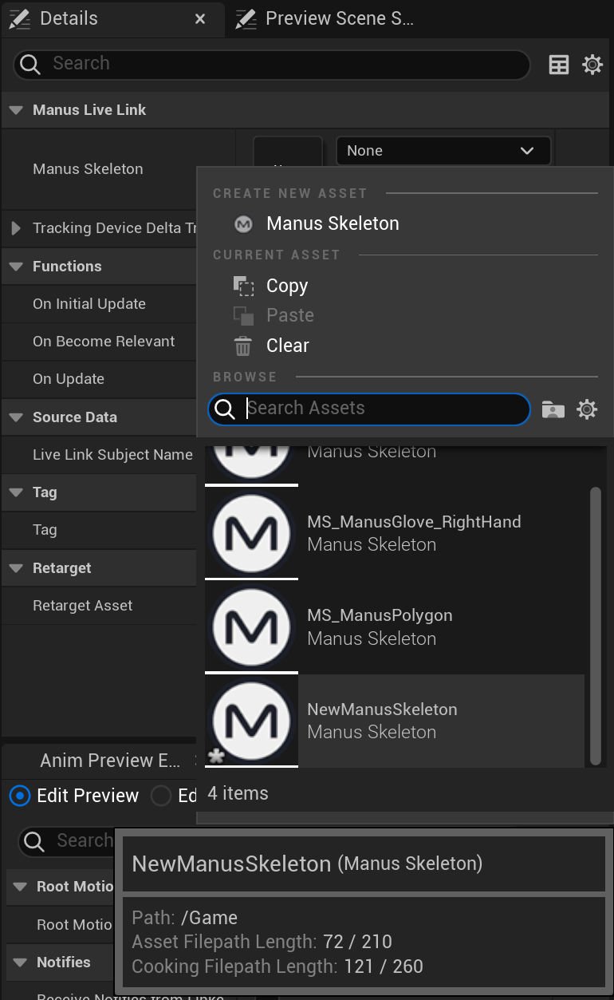 Details
Preview Scene S...
Search
Manus Live Link
Manus Skeleton
None
CREATE NEW ASSET
Manus Skeleton
CURRENT ASSET
Copy
Paste
Clear
BROWSE
Search Assets
Tracking Device Delta Tr
Functions
On Initial Update
On Become Relevant
On Update
Source Data
Live Link Subject Name
Tag
Tag
Retarget
Retarget Asset
Manus Skeleton
MS_ManusGlove_RightHand
Manus Skeleton
MS_ManusPolygon
Manus Skeleton
NewManusSkeleton
Manus Skeleton
4 items
Anim Preview E...
Edit Preview
Ed
Search
Root Motio
Root Motio
Notifies
Receive Notifies from Linke
NewManusSkeleton (Manus Skeleton)
Path: /Game
Asset Filepath Length: 72 / 210
Cooking Filepath Length: 121 / 260